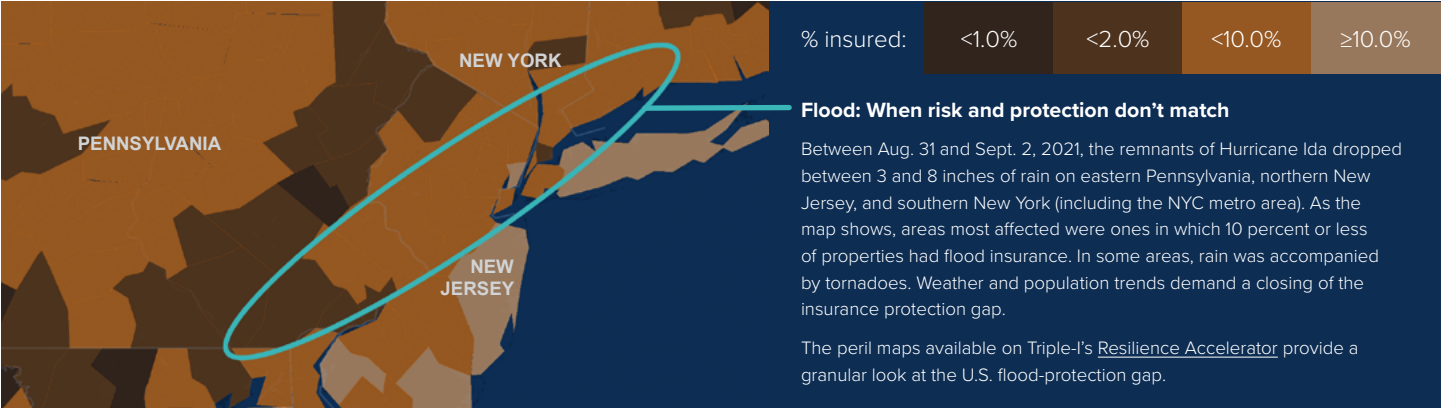 NEW YORK
PENNSYLVANIA
NEW
JERSEY
% insured: <1.0% <2.0% <10.0% ≥10.0%
Flood: When risk and protection don’t match
Between Aug. 31 and Sept. 2, 2021, the remnants of Hurricane Ida dropped
between 3 and 8 inches of rain on eastern Pennsylvania, northern New
Jersey, and southern New York (including the NYC metro area). As the
map shows, areas most affected were ones in which 10 percent or less
of properties had flood insurance. In some areas, rain was accompanied
by tornadoes. Weather and population trends demand a closing of the
insurance protection gap.
The peril maps available on Triple-I’s Resilience Accelerator provide a
granular look at the U.S. flood-protection gap.